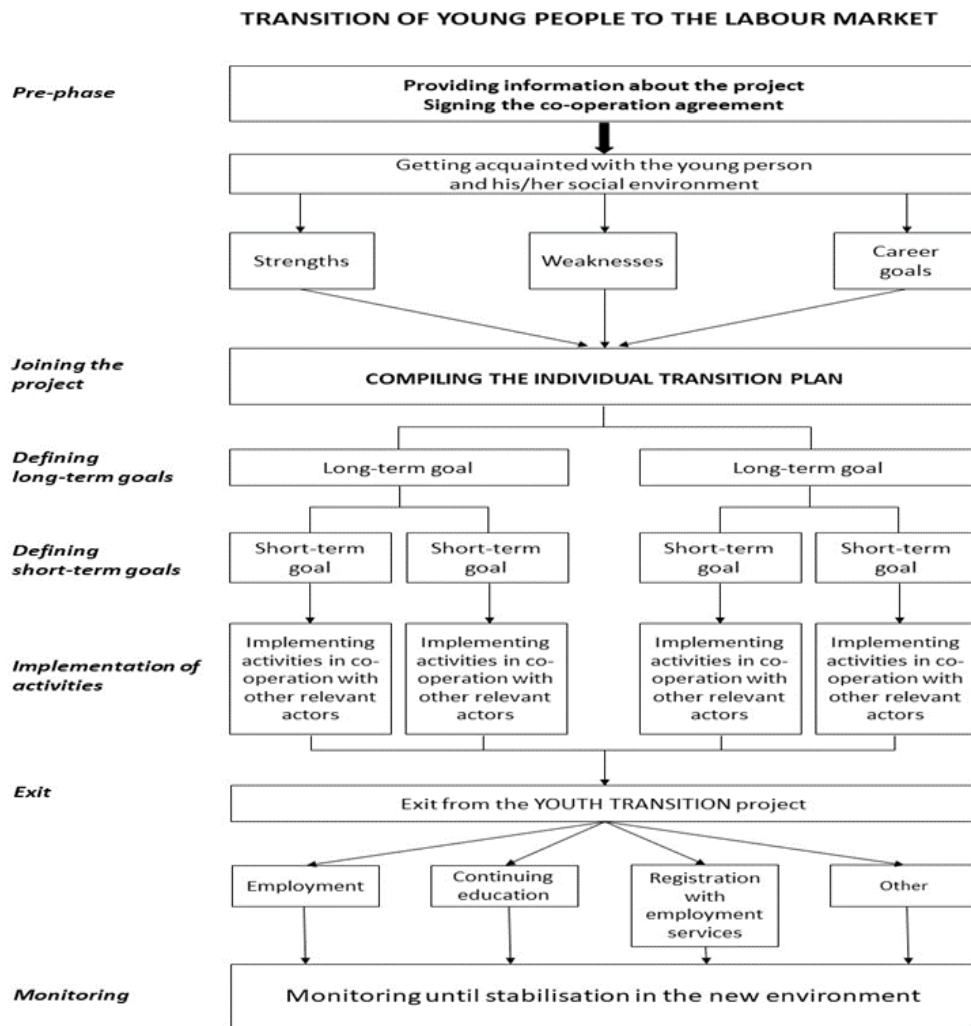 TRANSITION OF YOUNG PEOPLE TO THE LABOUR MARKET
Pre-phase
Providing information about the project
Signing the co-operation agreement
Getting acquainted with the young person
and his/her social environment
Strengths
Weaknesses
Career
goals
Joining the
project
COMPILING THE INDIVIDUAL TRANSITION PLAN
Defining
long-term goals
Long-term goal
Long-term goal
Defining
short-term goals
Short-term
goal
Short-term
goal
Short-term
goal
Short-term
goal
Implementation of
activities
Implementing
activities in co-
operation with
other relevant
actors
Implementing
activities in co-
operation with
other relevant
actors
Implementing
activities in co-
operation with
other relevant
actors
Implementing
activities in co-
operation with
other relevant
actors
Exit
Exit from the YOUTH TRANSITION project
Employment
Continuing
education
Registration
with
employment
services
Other
Monitoring
Monitoring until stabilisation in the new environment